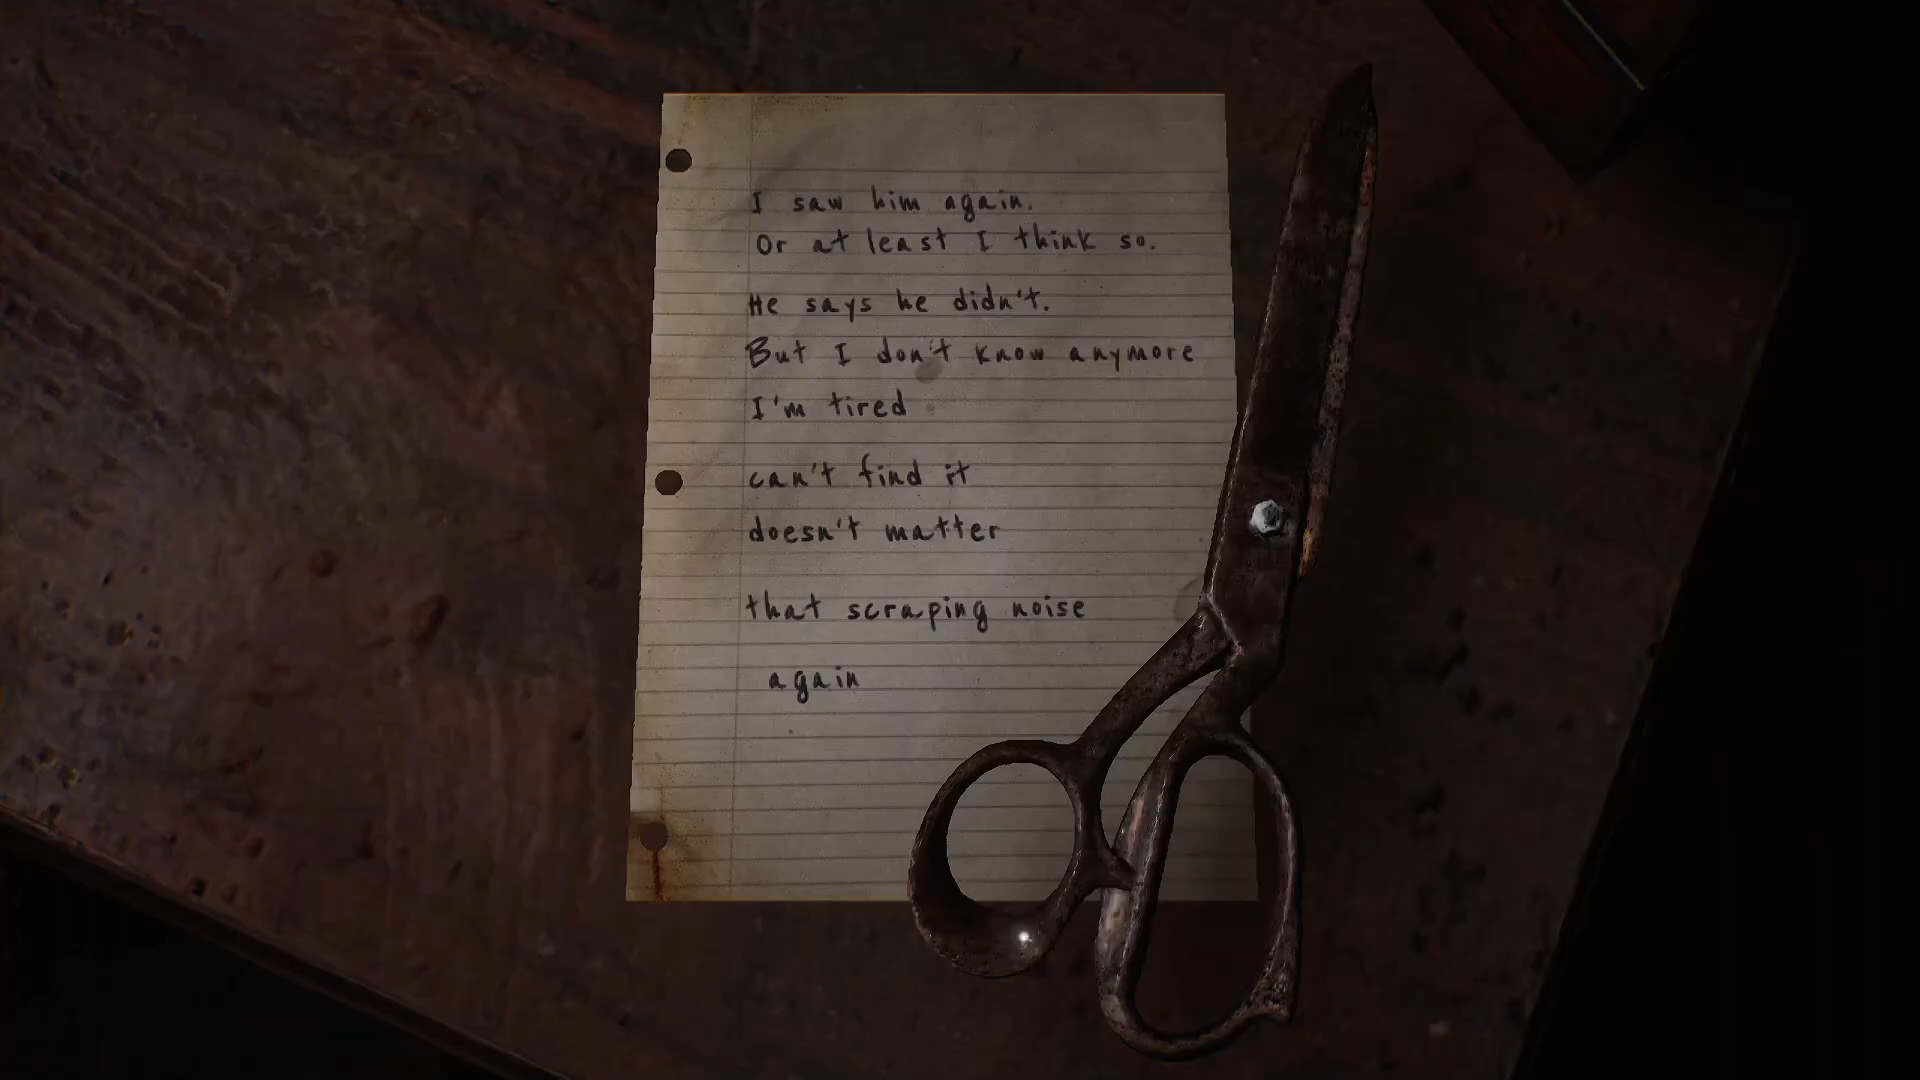 I saw him again.
Or at least I think so.
He says he didn't.
But I don't know anymore
I'm tired
can't find it
doesn't matter
that scraping noise
again